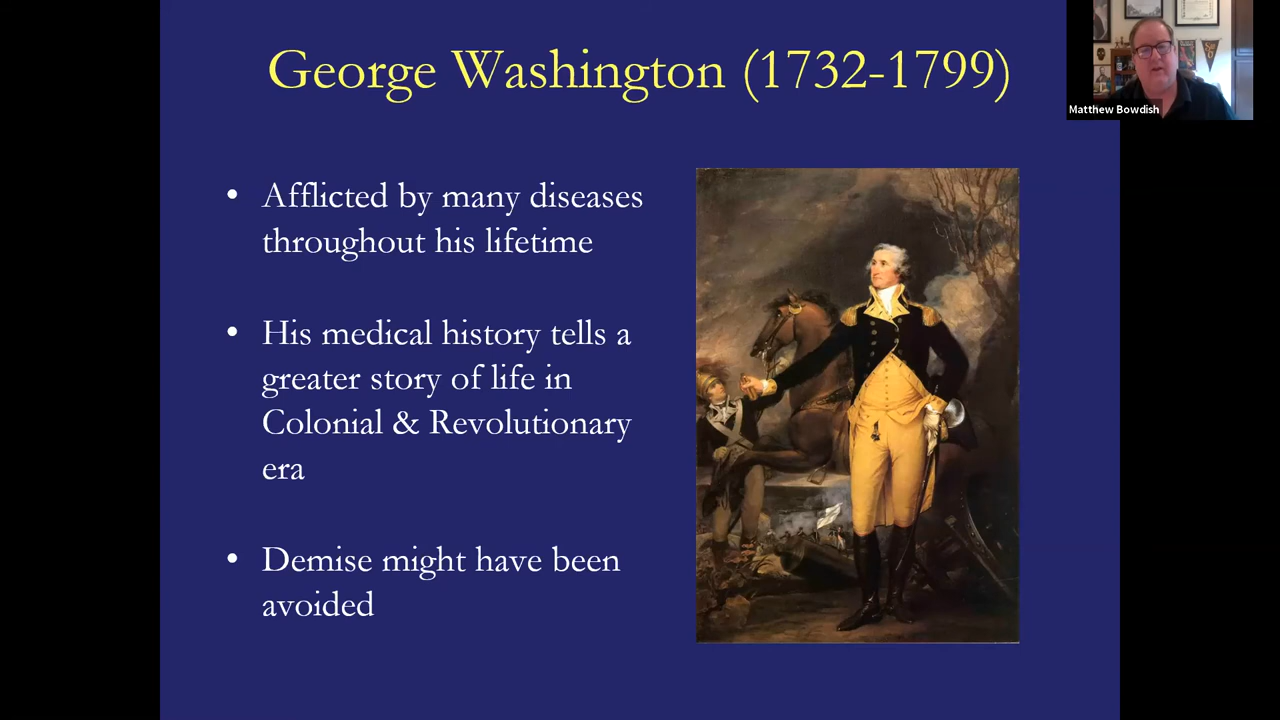 George Washington (1732-1799)
Matthew Bowdish
• Afflicted by many diseases
throughout his lifetime
• His medical history tells a
greater story of life in
Colonial & Revolutionary
era
• Demise might have been
avoided